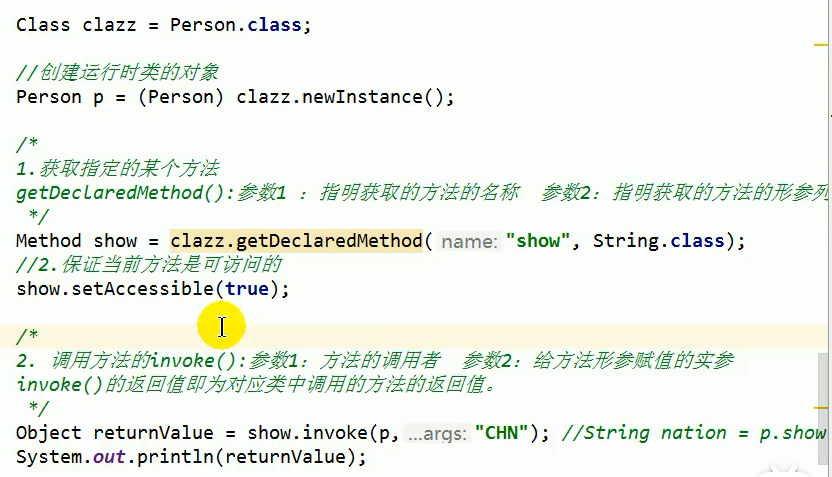 Class clazz = Person.class;
//创建运行时类的对象
Person p = (Person) clazz.newInstance();
/*
1.获取指定的某个方法
getDeclaredMethod():参数1 ：指明获取的方法的名称  参数2：指明获取的方法的形参列
*/
Method show = clazz.getDeclaredMethod( name: "show", String.class);
//2.保证当前方法是可访问的
show.setAccessible(true);
/*
2. 调用方法的invoke():参数1：方法的调用者  参数2：给方法形参赋值的实参
invoke()的返回值即为对应类中调用的方法的返回值。
*/
Object returnValue = show.invoke(p, ...args: "CHN"); //String nation = p.show
System.out.println(returnValue);